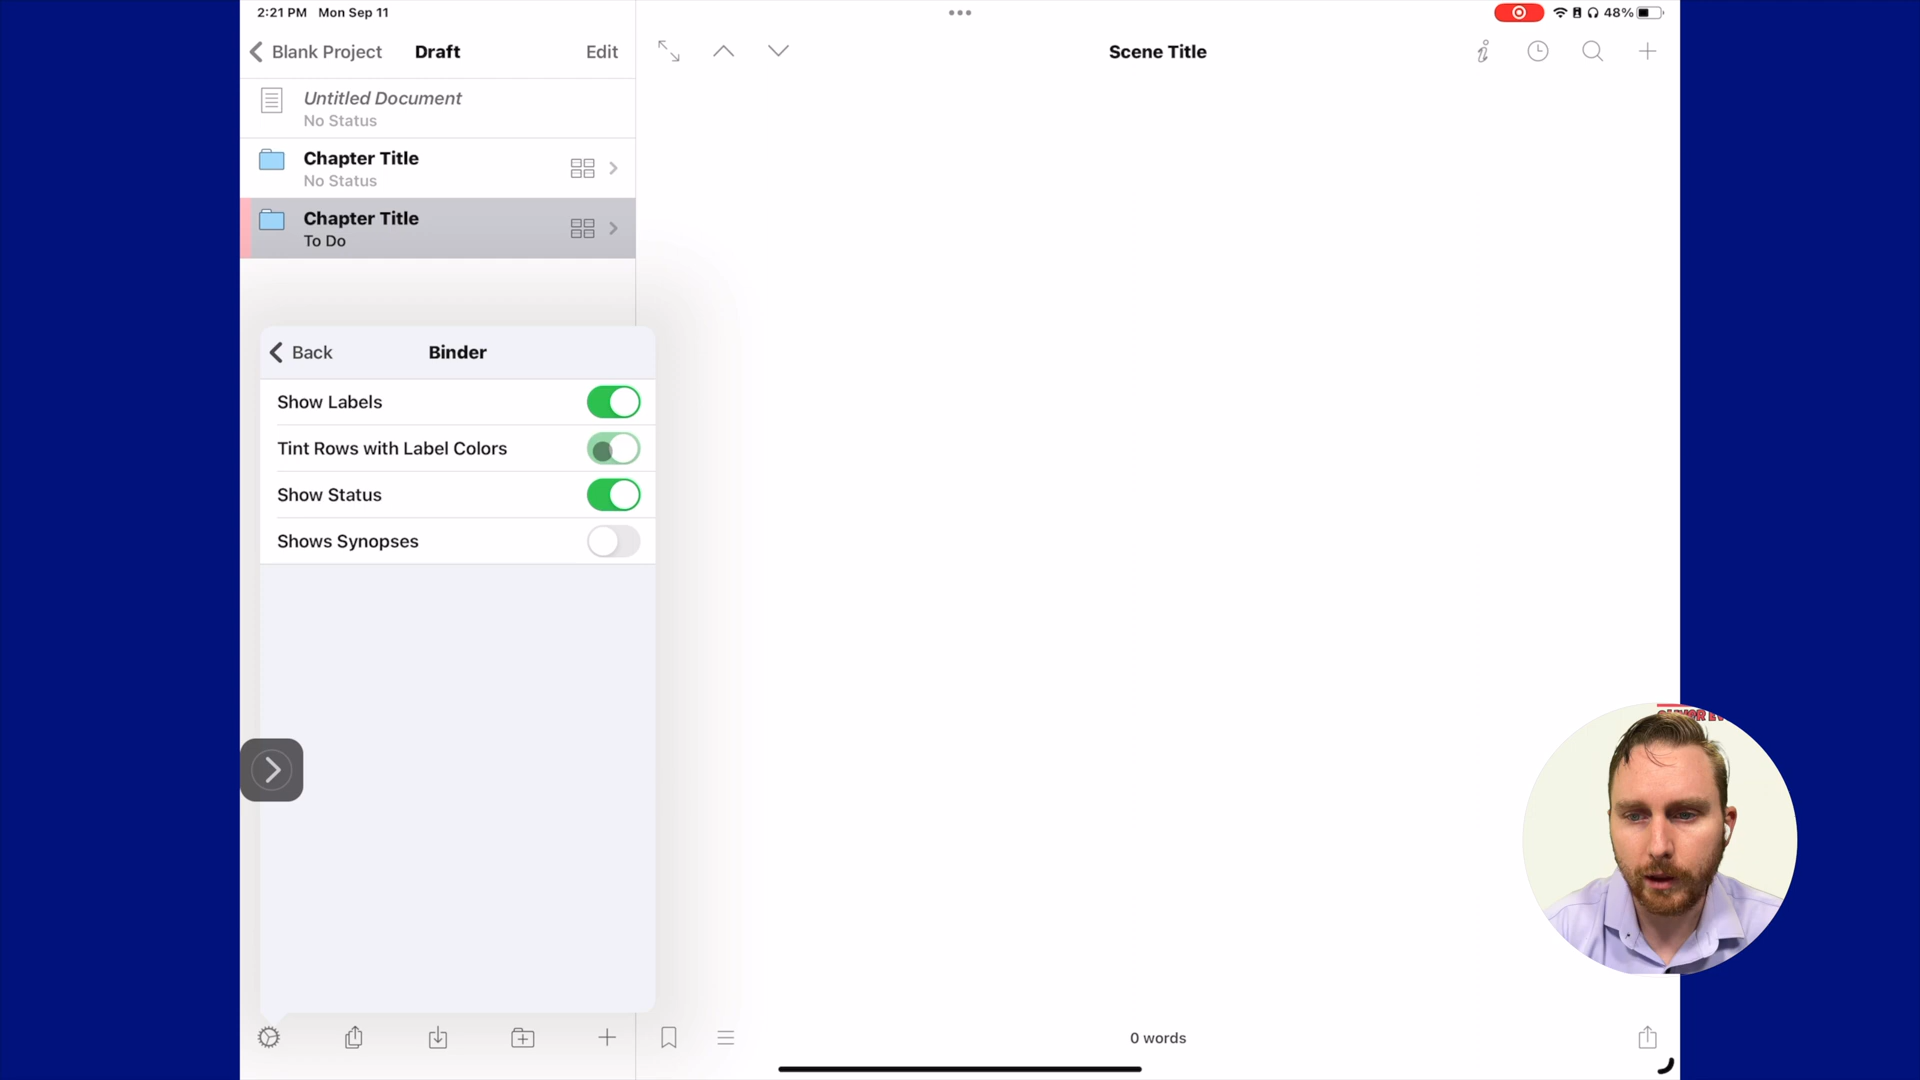 2:21 PM Mon Sep 11
48%
Blank Project
Draft
Edit
Scene Title
Untitled Document
No Status
Chapter Title
No Status
Chapter Title
To Do
Back
Binder
Show Labels
Tint Rows with Label Colors
Show Status
Shows Synopses
0 words